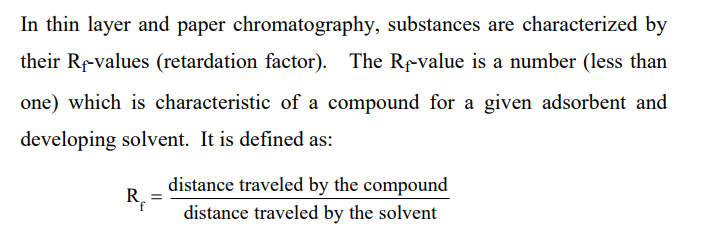 In thin layer and paper chromatography, substances are characterized by
their Rf-values (retardation factor).   The Rf-value is a number (less than
one) which is characteristic of a compound for a given adsorbent and
developing solvent.  It is defined as:
Rf = distance traveled by the compound
distance traveled by the solvent